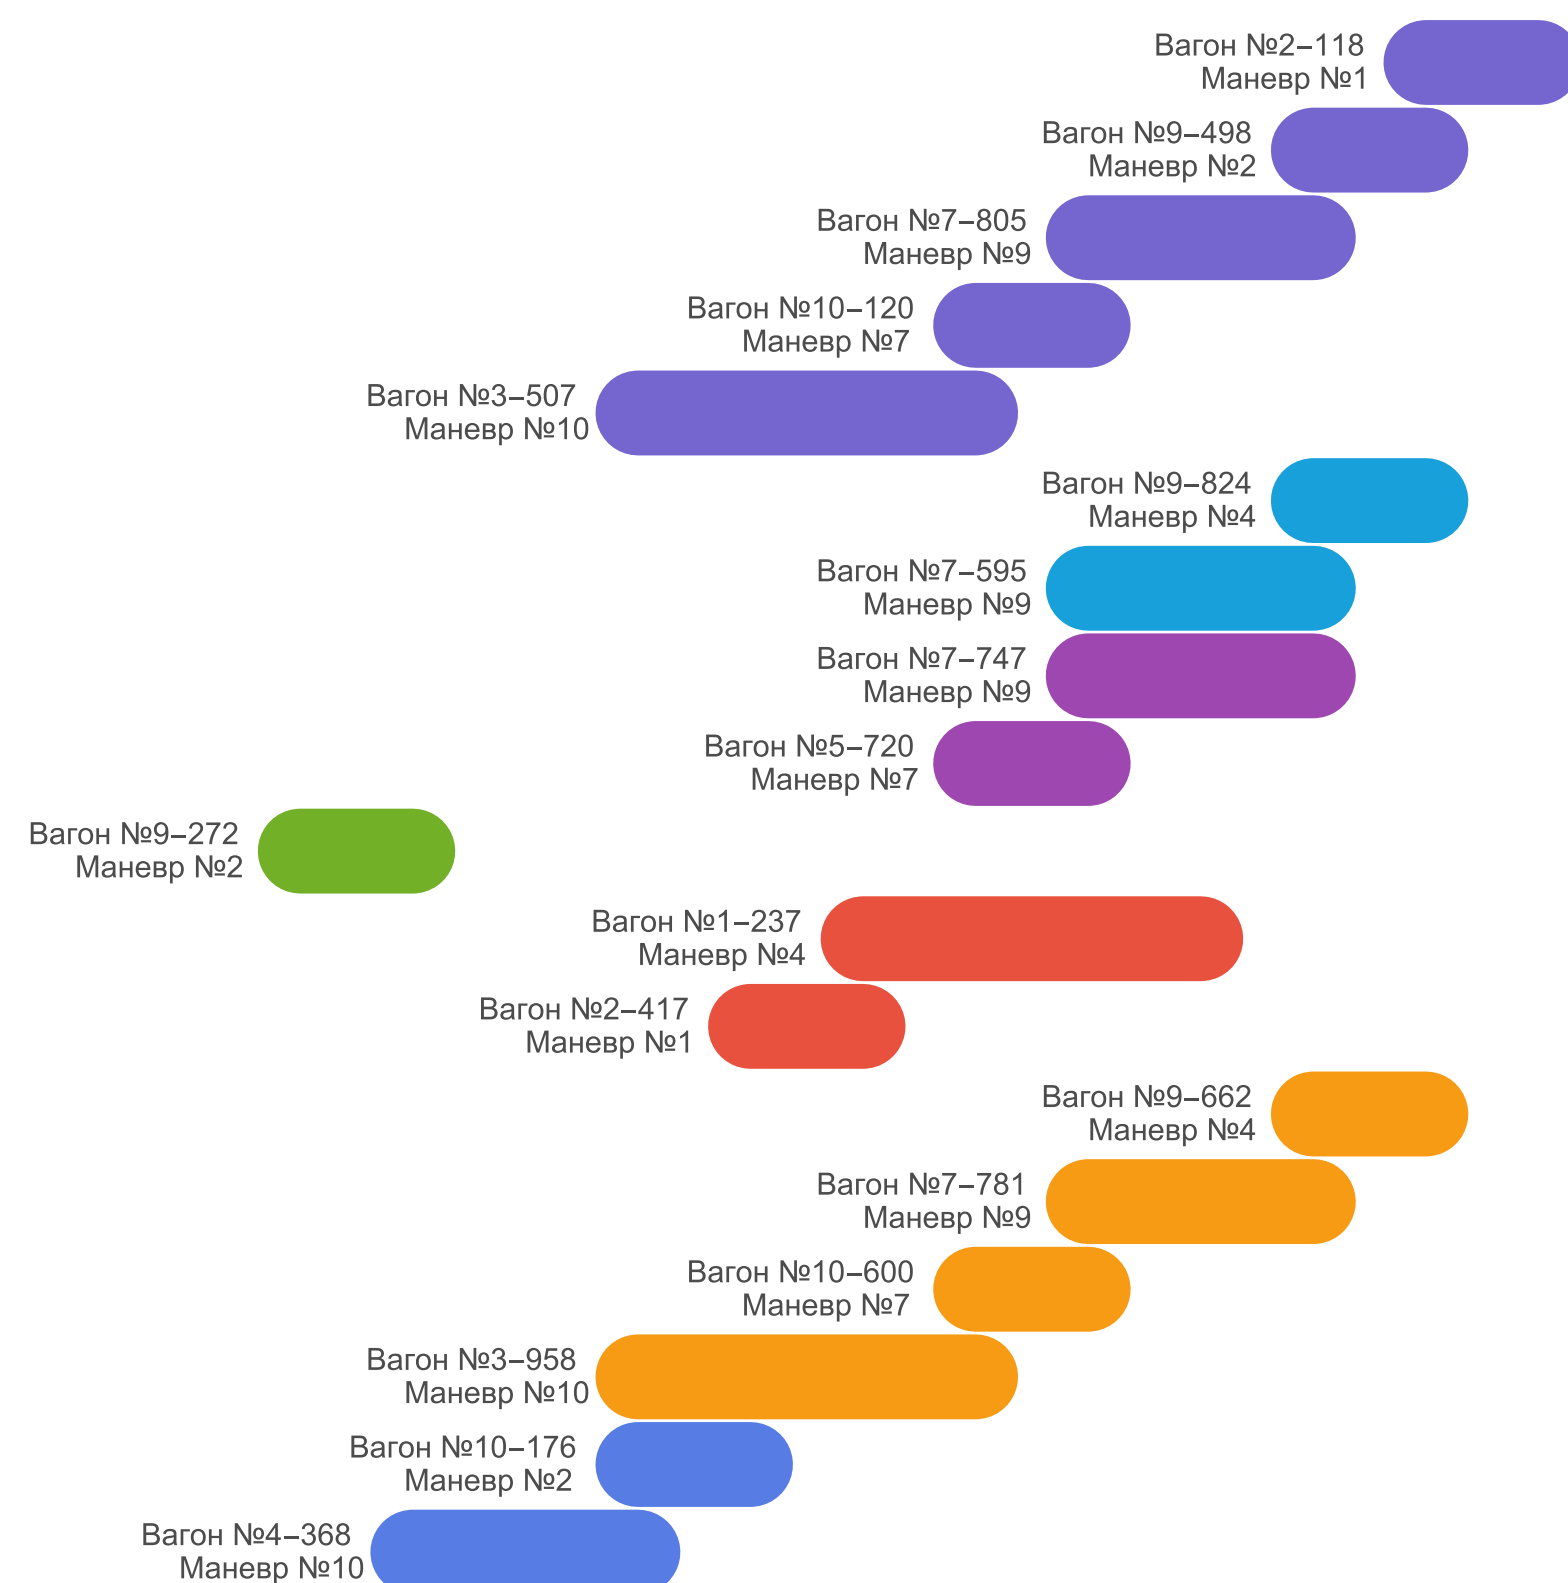 Вагон №2–118
Маневр №1
Вагон №9–498
Маневр №2
Вагон №7–805
Маневр №9
Вагон №10–120
Маневр №7
Вагон №3–507
Маневр №10
Вагон №9–824
Маневр №4
Вагон №7–595
Маневр №9
Вагон №7–747
Маневр №9
Вагон №5–720
Маневр №7
Вагон №9–272
Маневр №2
Вагон №1–237
Маневр №4
Вагон №2–417
Маневр №1
Вагон №9–662
Маневр №4
Вагон №7–781
Маневр №9
Вагон №10–600
Маневр №7
Вагон №3–958
Маневр №10
Вагон №10–176
Маневр №2
Вагон №4–368
Маневр №10